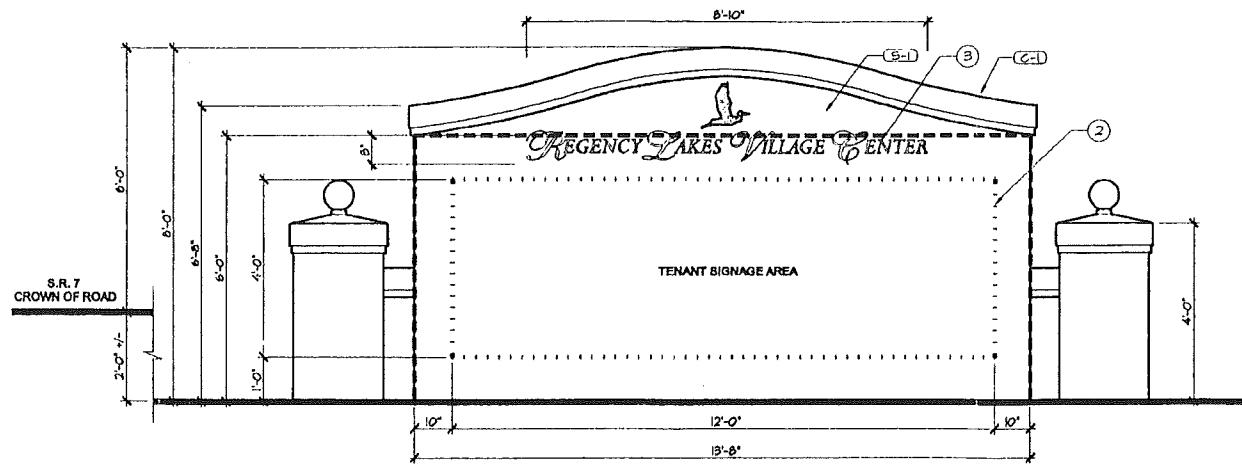 8'-10"
S-1
3
C-1
2
REGENCY LAKES VILLAGE CENTER
8"
6'-0"
8'-0"
6'-8"
6'-0"
4'-0"
TENANT SIGNAGE AREA
S.R. 7
CROWN OF ROAD
4'-0"
2'-0" +/-
1'-0"
10"
12'-0"
10"
13'-8"